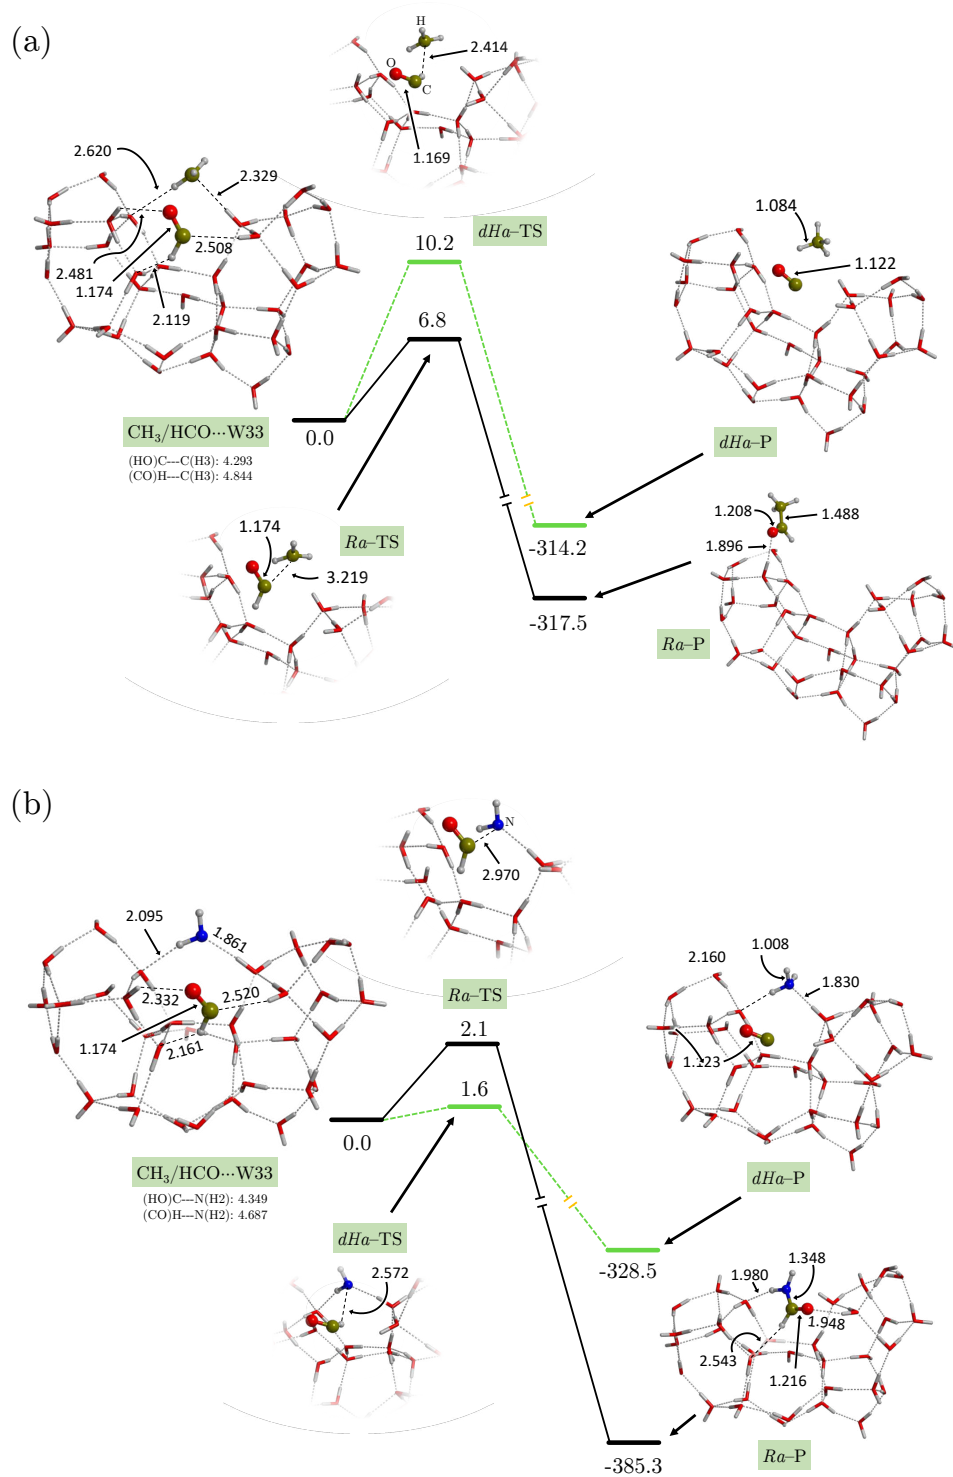 (a)
H
O
C
2.414
1.169
2.620
2.329
2.508
2.481
1.174
2.119
dHa–TS
10.2
6.8
1.084
1.122
CH₃/HCO···W33
0.0
(HO)C---C(H3): 4.293
(CO)H---C(H3): 4.844
dHa–P
1.174
Ra–TS
3.219
-314.2
-317.5
1.208
1.488
1.896
Ra–P
(b)
N
2.970
2.095
1.861
2.332
2.520
1.174
2.161
Ra–TS
2.1
1.6
0.0
2.160
1.008
1.830
1.123
CH₃/HCO···W33
(HO)C---N(H2): 4.349
(CO)H---N(H2): 4.687
dHa–P
dHa–TS
2.572
-328.5
1.348
1.980
1.948
2.543
1.216
-385.3
Ra–P